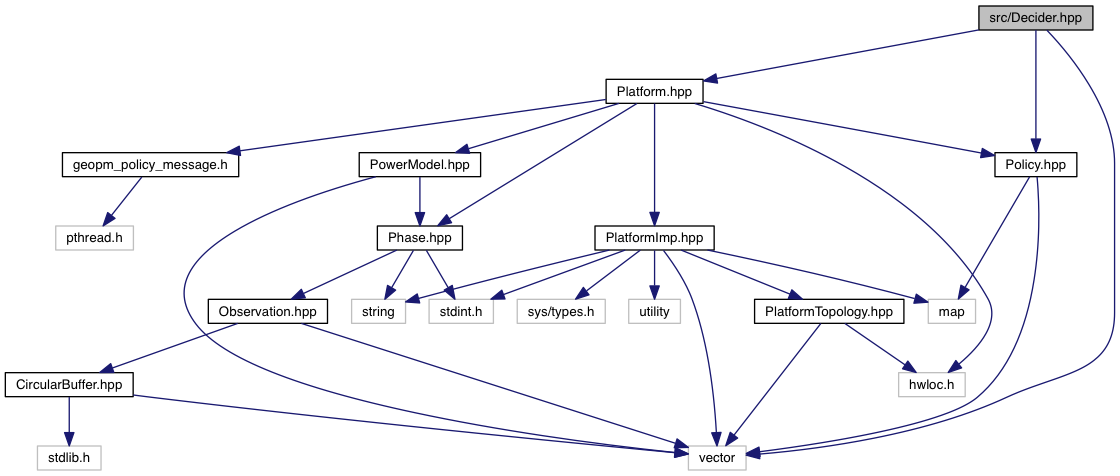 src/Decider.hpp
Platform.hpp
geopm_policy_message.h
PowerModel.hpp
Policy.hpp
pthread.h
Phase.hpp
PlatformImp.hpp
Observation.hpp
string
stdint.h
sys/types.h
utility
PlatformTopology.hpp
map
CircularBuffer.hpp
hwloc.h
stdlib.h
vector